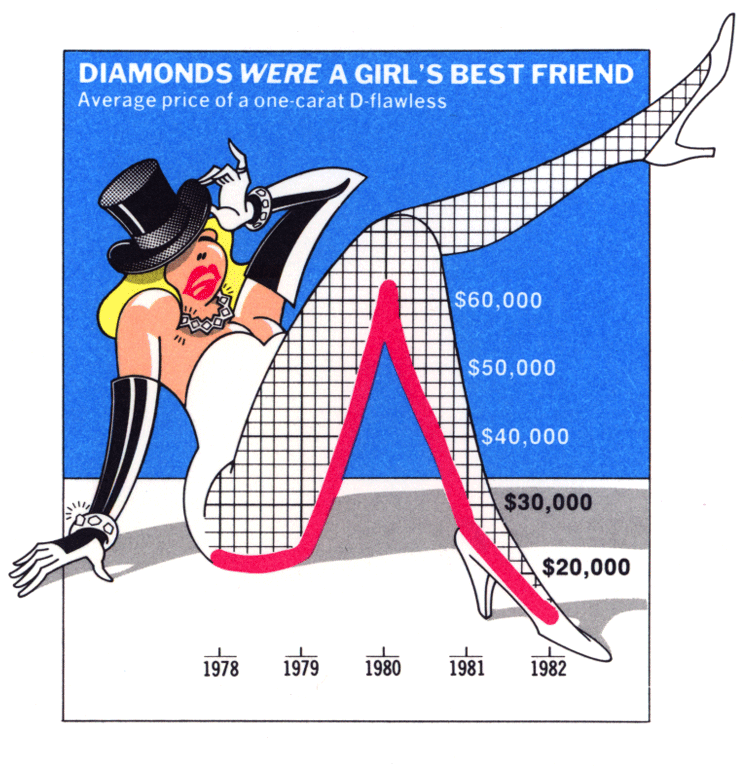 DIAMONDS WERE A GIRL'S BEST FRIEND
Average price of a one-carat D-flawless
$60,000
$50,000
$40,000
$30,000
$20,000
1978 1979 1980 1981 1982